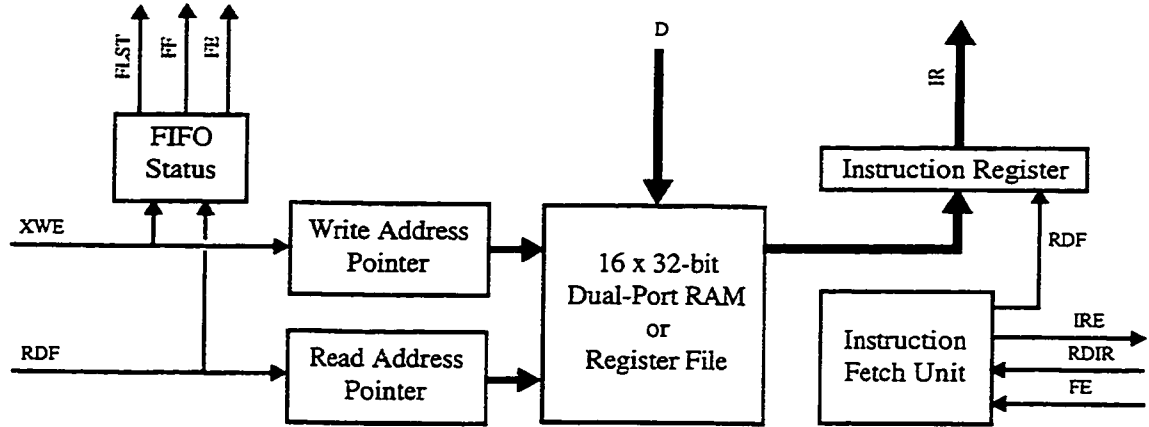 FLST
FF
FE
D
IR
FIFO
Status
Instruction Register
XWE
Write Address
Pointer
16 x 32-bit
Dual-Port RAM
or
Register File
RDF
RDF
Read Address
Pointer
Instruction
Fetch Unit
IRE
RDIR
FE